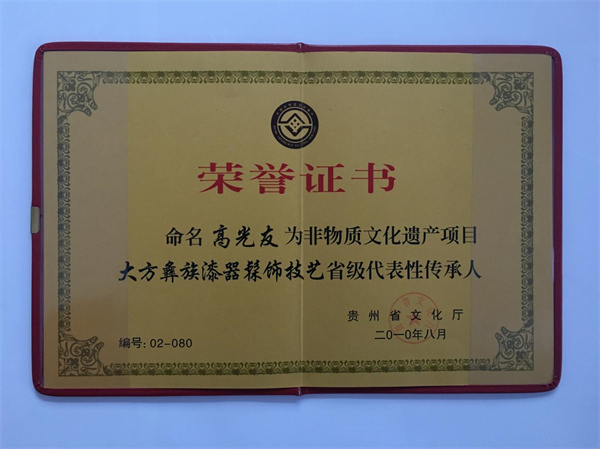 荣誉证书
命名 高光友 为非物质文化遗产项目
大方彝族漆器髹饰技艺省级代表性传承人
贵州省文化厅
二0一0年八月
编号: 02-080